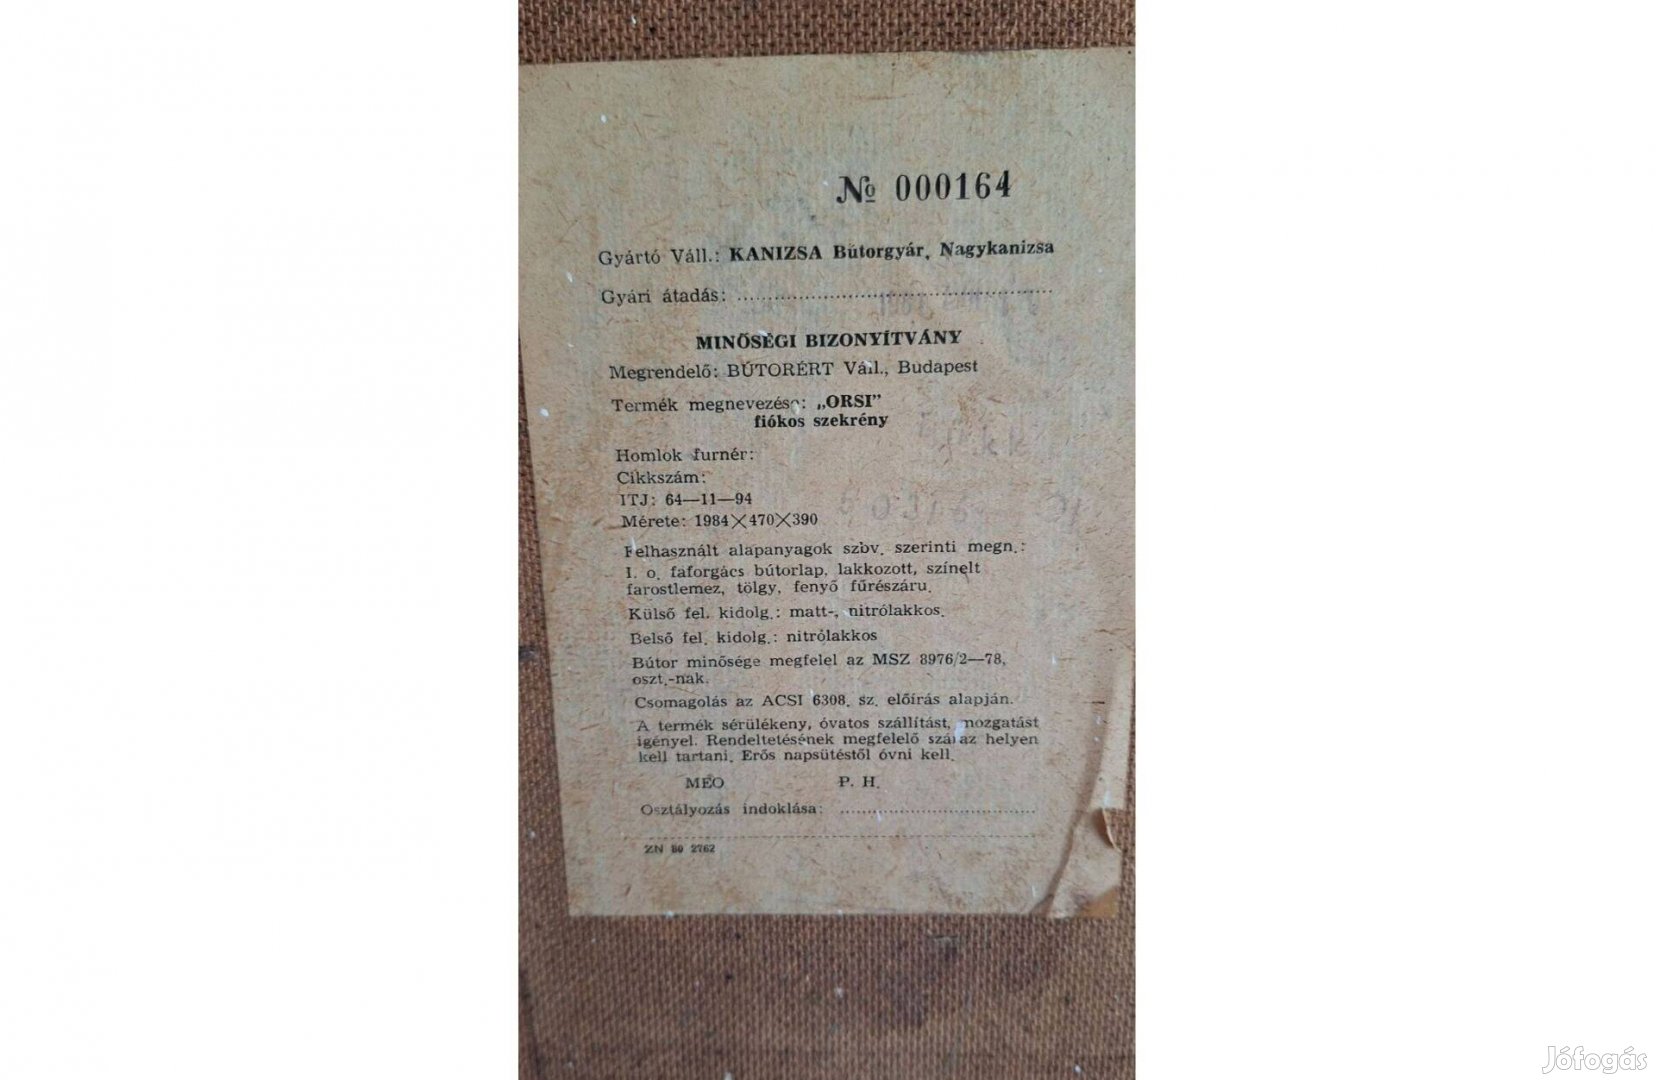 № 000164
Gyártó Váll.: KANIZSA Bútorgyár, Nagykanizsa
Gyári átadás: ............................................
MINŐSÉGI BIZONYÍTVÁNY
Megrendelő: BÚTORÉRT Váll., Budapest
Termék megnevezése: „ORSI”
fiókos szekrény
Homlok furnér:
Cikkszám:
ITJ: 64—11—94
Mérete: 1984×470×390
Felhasznált alapanyagok szbv. szerinti megn.:
I. o. faforgács bútorlap, lakkozott, színelt
farostlemez, tölgy, fenyő fűrészáru.
Külső fel. kidolg.: matt-, nitrólakkos.
Belső fel. kidolg.: nitrólakkos
Bútor minősége megfelel az MSZ 8976/2—78,
oszt.-nak.
Csomagolás az ACSI 6308. sz. előírás alapján.
A termék sérülékeny, óvatos szállítást, mozgatást
igényel. Rendeltetésének megfelelő száraz helyen
kell tartani. Erős napsütéstől óvni kell.
MEO P. H.
Osztályozás indoklása: ...................................
ZN 80 2762
Jófogás